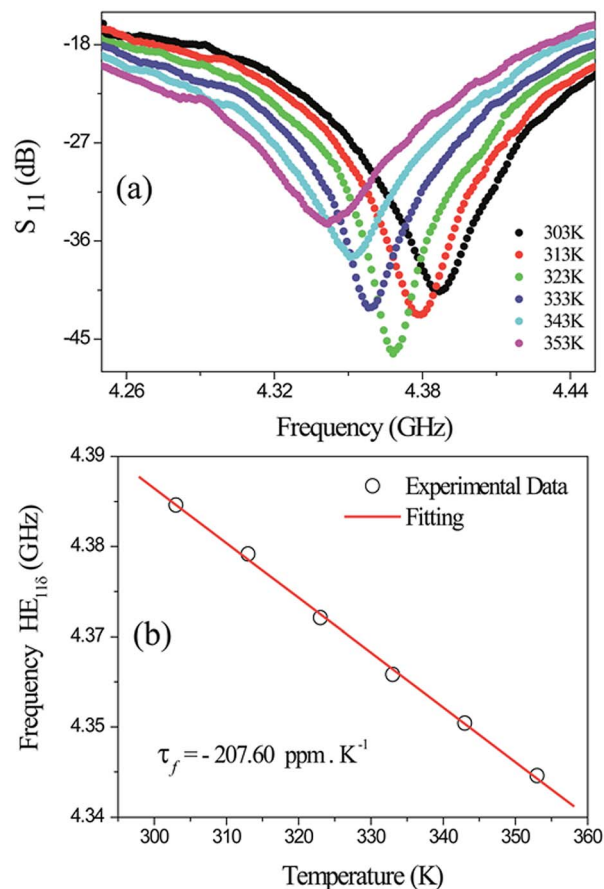 -18
-27
-36
-45
S11 (dB)
(a)
303K
313K
323K
333K
343K
353K
4.26 4.32 4.38 4.44
Frequency (GHz)
4.39
4.38
4.37
4.35
4.34
Frequency HE11δ (GHz)
Experimental Data
Fitting
(b)
τf = - 207.60 ppm . K-1
300 310 320 330 340 350 360
Temperature (K)